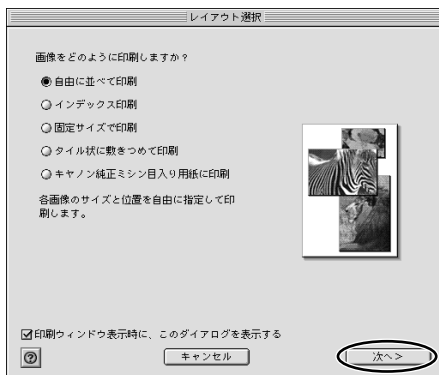 レイアウト選択
画像をどのように印刷しますか?
自由に並べて印刷
インデックス印刷
固定サイズで印刷
タイル状に敷きつめて印刷
キヤノン純正ミシン目入り用紙に印刷
各画像のサイズと位置を自由に指定して印
刷します。
印刷ウィンドウ表示時に、このダイアログを表示する
?
キャンセル
次へ>